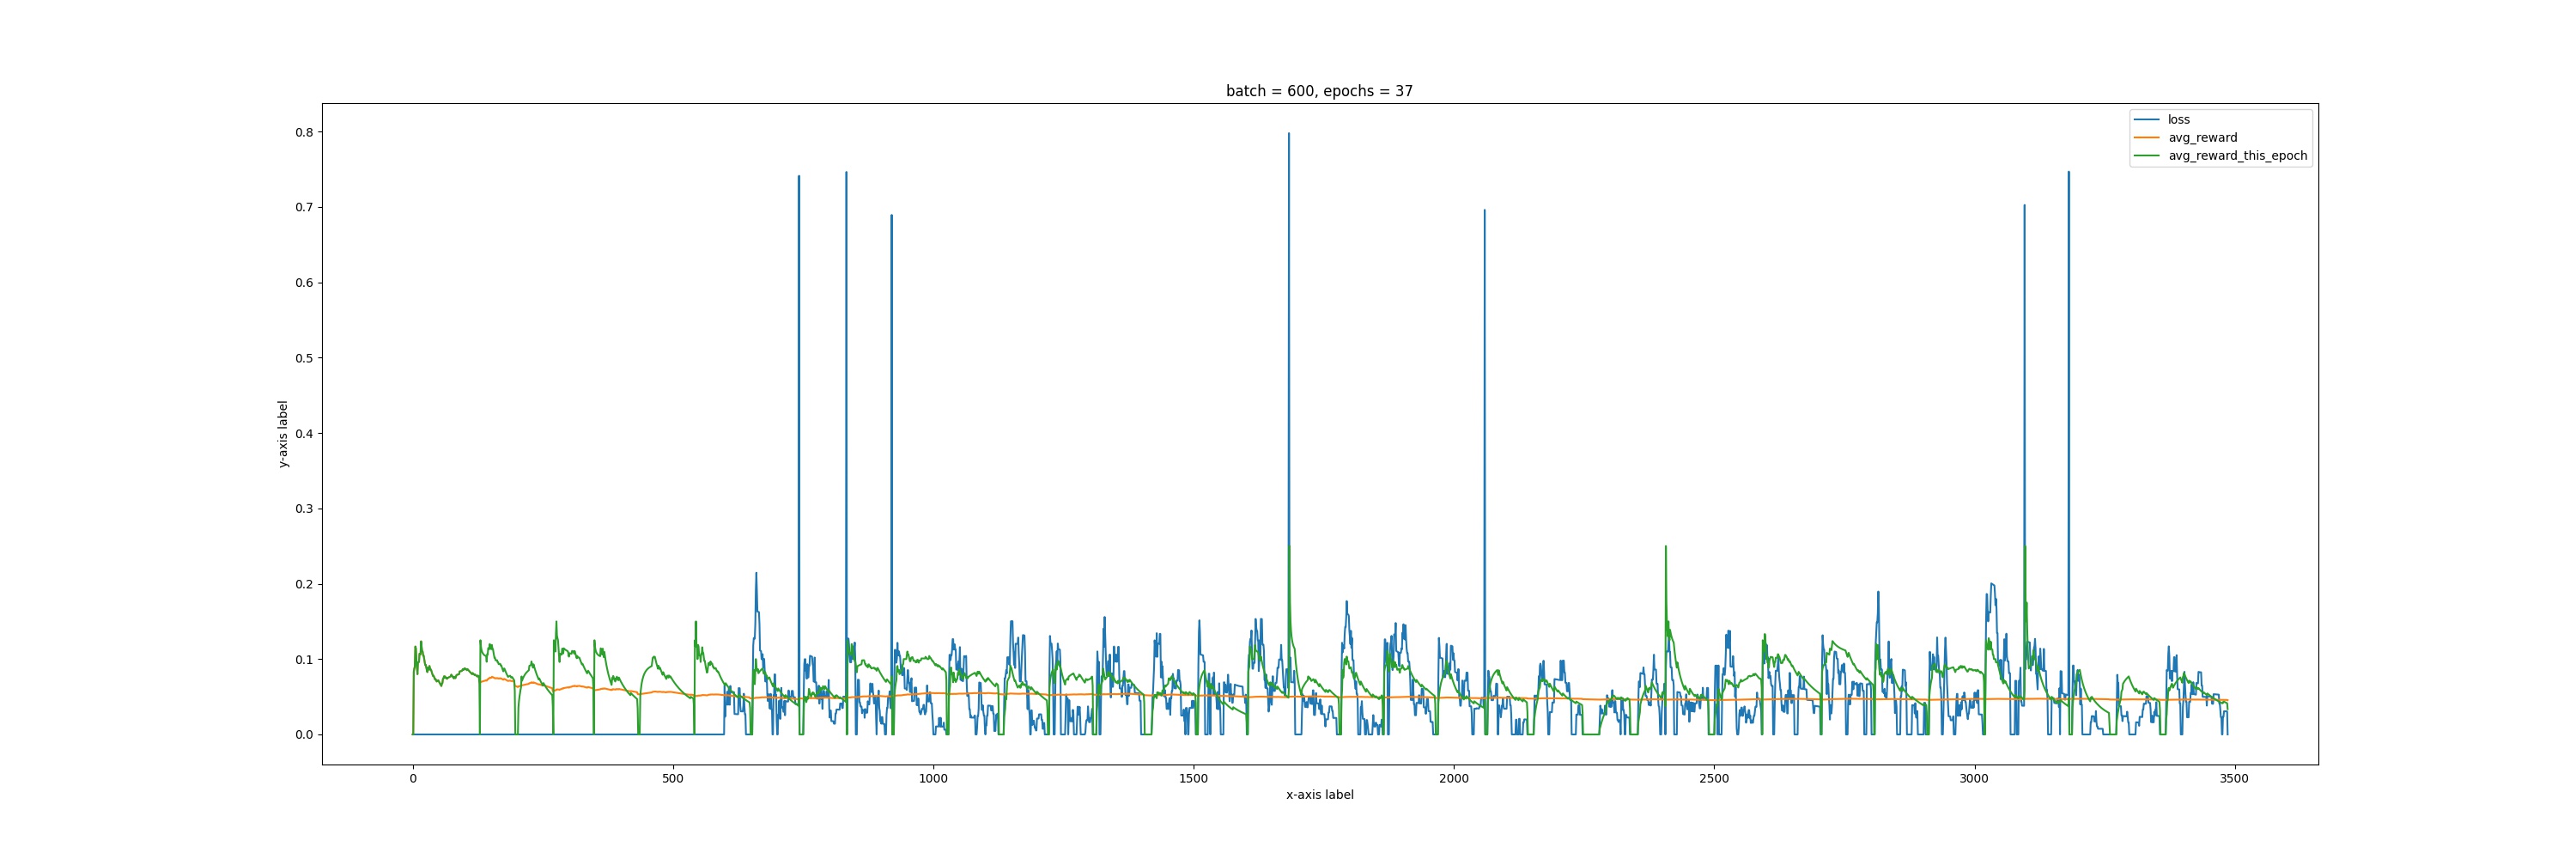 batch = 600, epochs = 37
loss
avg_reward
avg_reward_this_epoch
0.8
0.7
0.6
0.5
0.4
0.3
0.2
0.1
0.0
y-axis label
0 500 1000 1500 2000 2500 3000 3500
x-axis label